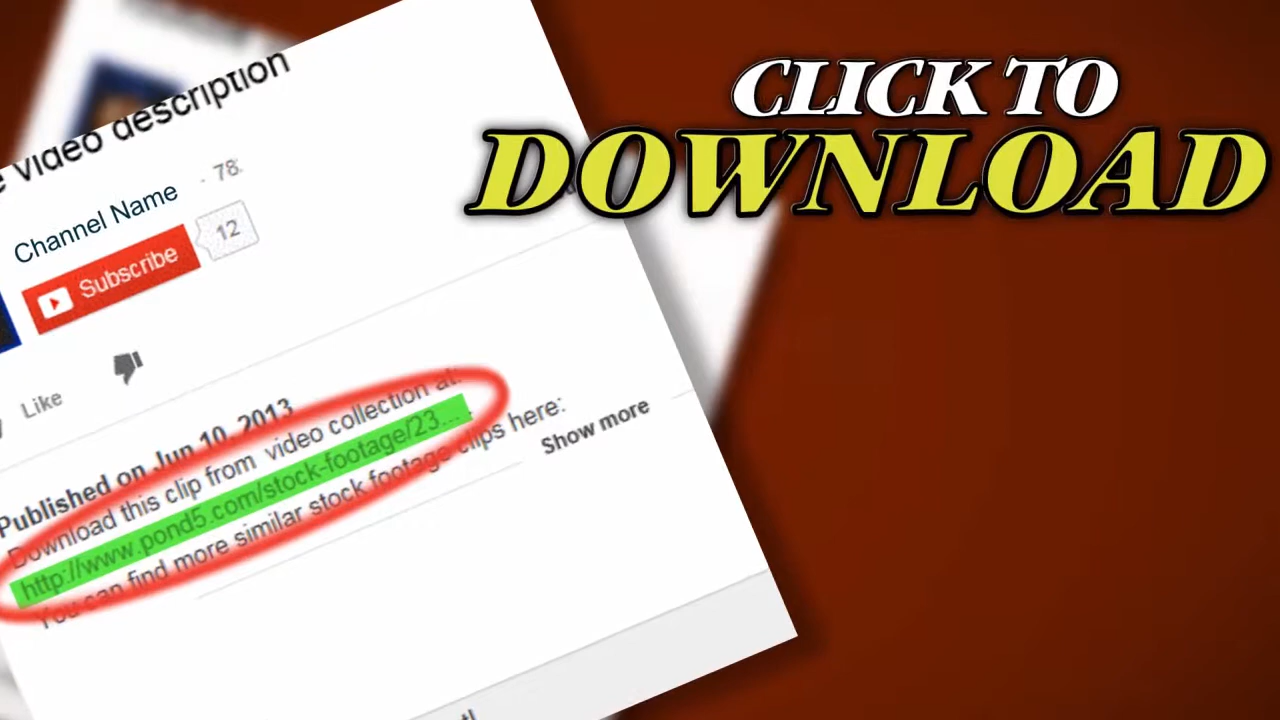 CLICK TO
DOWNLOAD
video description
Channel Name
78
Subscribe
12
Like
Published on Jun 10, 2013
Download this clip from video collection at:
http://www.pond5.com/stock-footage/23...
You can find more similar stock footage clips here:
Show more